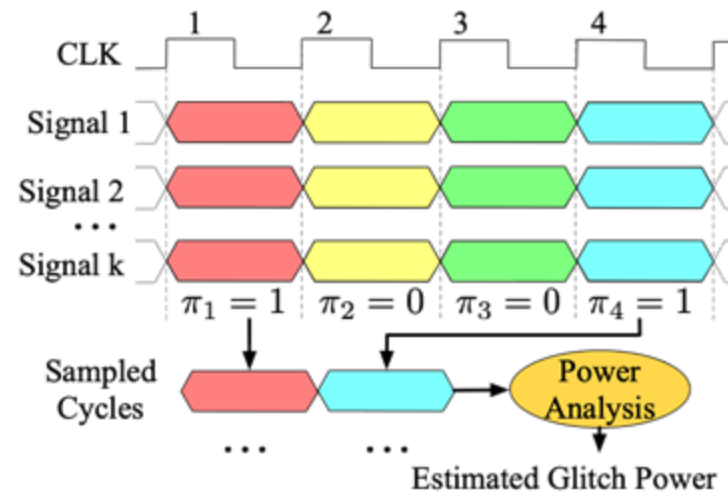 1 2 3 4
CLK
Signal 1
Signal 2
...
Signal k
π₁ = 1 π₂ = 0 π₃ = 0 π₄ = 1
Sampled
Cycles
Power
Analysis
... ...
Estimated Glitch Power